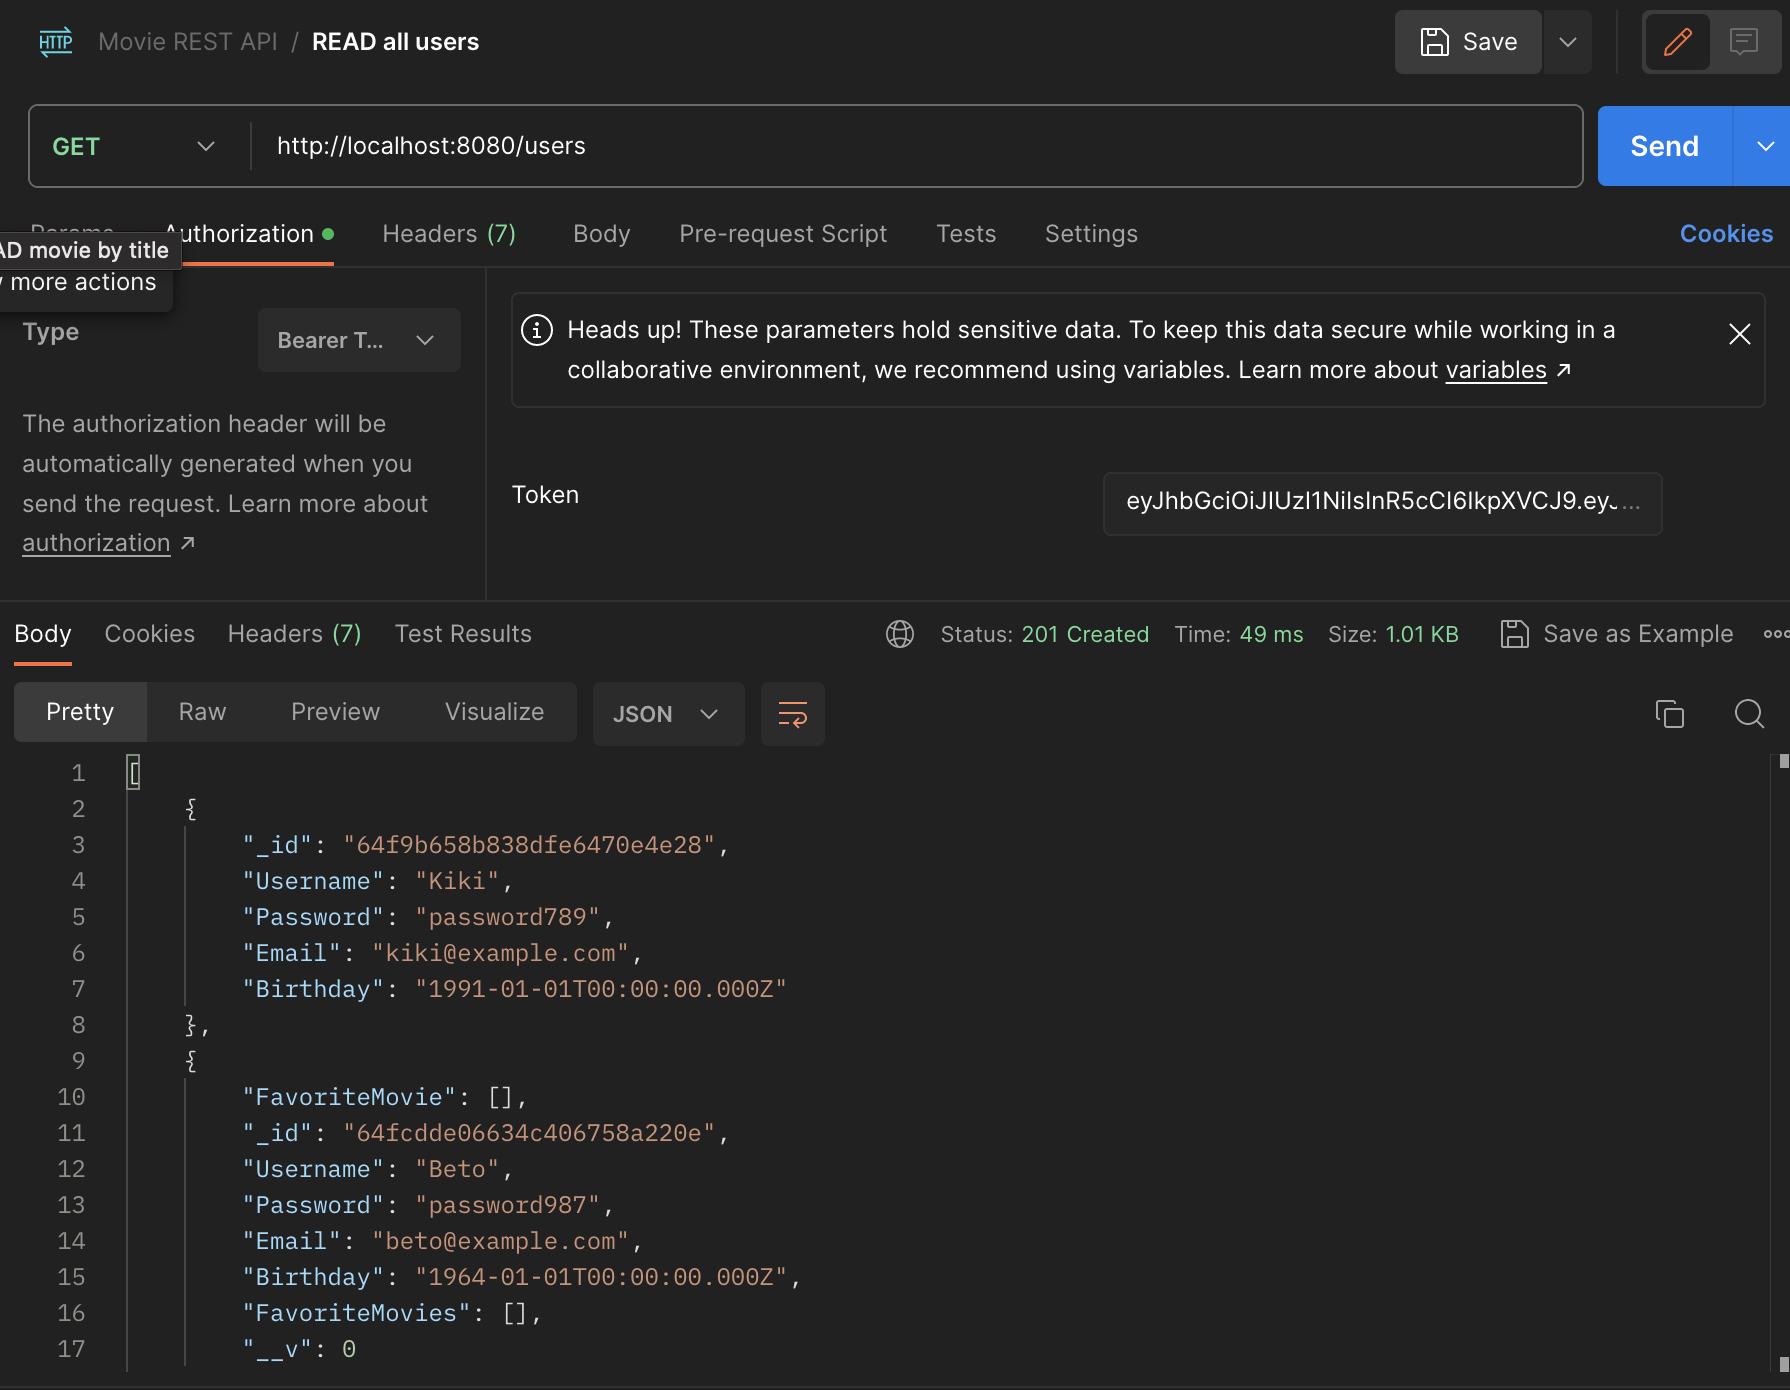 HTTP Movie REST API / READ all users Save
GET http://localhost:8080/users Send
Authorization Headers (7) Body Pre-request Script Tests Settings Cookies
AD movie by title
more actions
Type Bearer T...
The authorization header will be
automatically generated when you
send the request. Learn more about
authorization ↗
Heads up! These parameters hold sensitive data. To keep this data secure while working in a
collaborative environment, we recommend using variables. Learn more about variables ↗
Token eyJhbGciOiJIUzI1NiIsInR5cCI6IkpXVCJ9.eyJ...
Body Cookies Headers (7) Test Results Status: 201 Created Time: 49 ms Size: 1.01 KB Save as Example
Pretty Raw Preview Visualize JSON
1 [
2 {
3 "_id": "64f9b658b838dfe6470e4e28",
4 "Username": "Kiki",
5 "Password": "password789",
6 "Email": "kiki@example.com",
7 "Birthday": "1991-01-01T00:00:00.000Z"
8 },
9 {
10 "FavoriteMovie": [],
11 "_id": "64fcdde06634c406758a220e",
12 "Username": "Beto",
13 "Password": "password987",
14 "Email": "beto@example.com",
15 "Birthday": "1964-01-01T00:00:00.000Z",
16 "FavoriteMovies": [],
17 "__v": 0